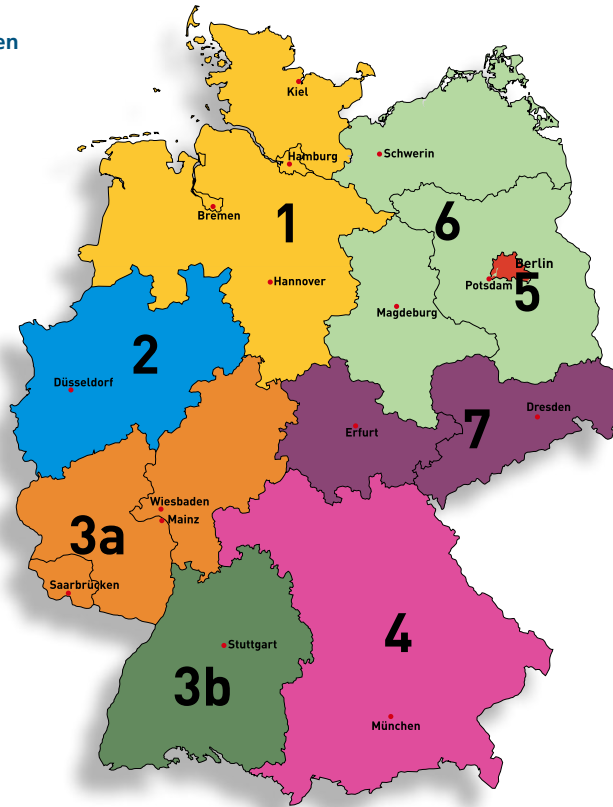 en
Kiel
Hamburg
Schwerin
Bremen
1
6
Hannover
Berlin
Potsdam
5
Magdeburg
2
Düsseldorf
7
Dresden
Erfurt
Wiesbaden
Mainz
3a
Saarbrücken
Stuttgart
4
3b
München